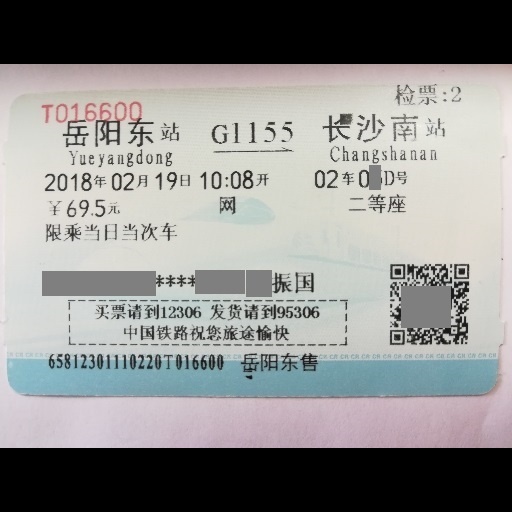 检票:2
T016600
岳阳东站 G1155 长沙南站
Yueyangdong Changshanan
2018年02月19日10:08开 02车0 D号
￥69.5元 网 二等座
限乘当日当次车
**** 振国
买票请到12306 发货请到95306
中国铁路祝您旅途愉快
65812301110220T016600 岳阳东售